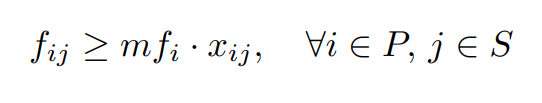 f_{ij} ≥ mf_i · x_{ij},    ∀i ∈ P, j ∈ S